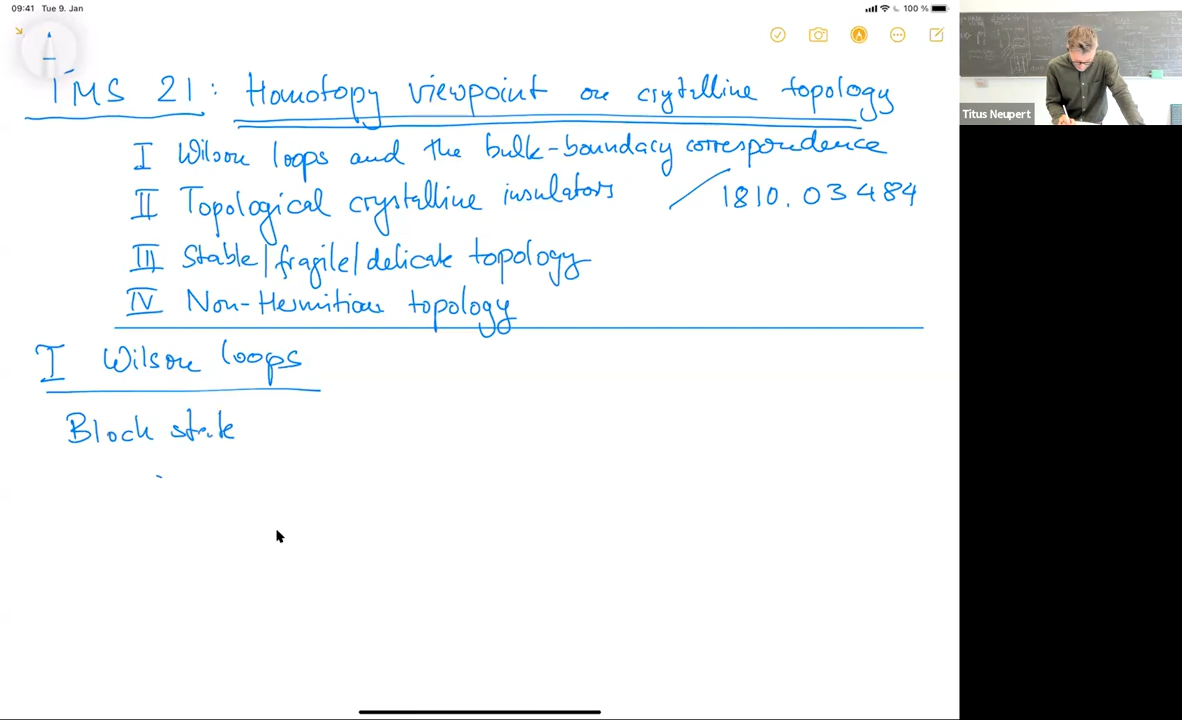 09:41 Tue 9. Jan
100 %
TMS 21: Homotopy viewpoint on crytslline topology
I Wilson loops and the bulk-boundary correspondence
II Topological crystalline insulators / 1810.03484
III Stable/fragile/delicate topology
IV Non-Hermitian topology
I Wilson loops
Bloch state
Titus Neupert